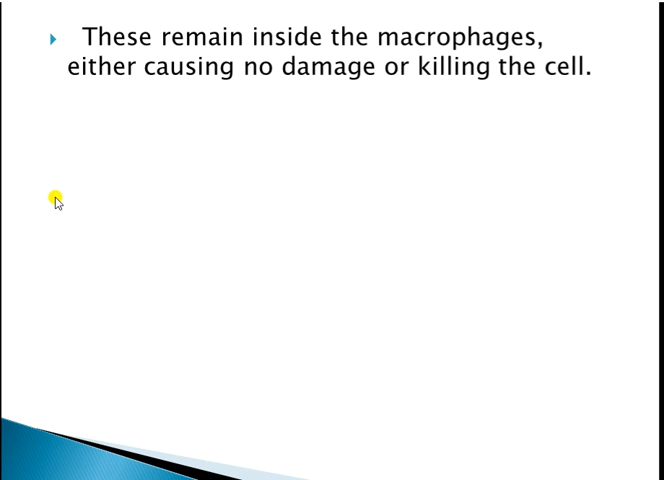 These remain inside the macrophages,
either causing no damage or killing the cell.